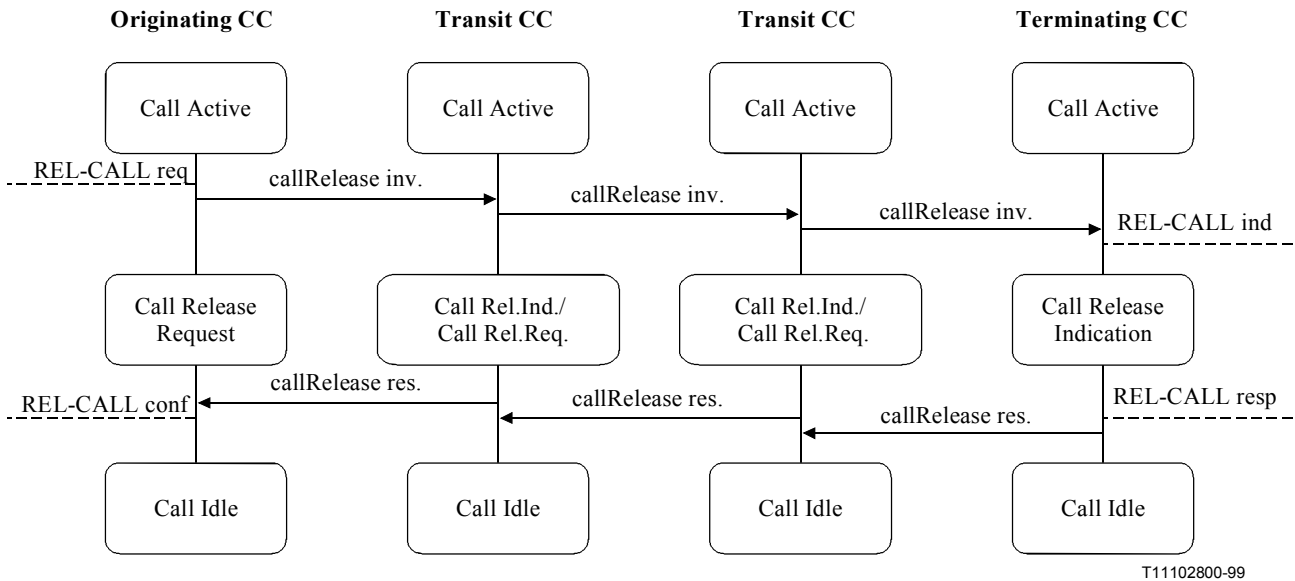 Originating CC
Transit CC
Transit CC
Terminating CC
Call Active
Call Active
Call Active
Call Active
REL-CALL req
callRelease inv.
callRelease inv.
callRelease inv.
REL-CALL ind
Call Release
Request
Call Rel.Ind./
Call Rel.Req.
Call Rel.Ind./
Call Rel.Req.
Call Release
Indication
REL-CALL conf
callRelease res.
callRelease res.
callRelease res.
REL-CALL resp
Call Idle
Call Idle
Call Idle
Call Idle
T11102800-99